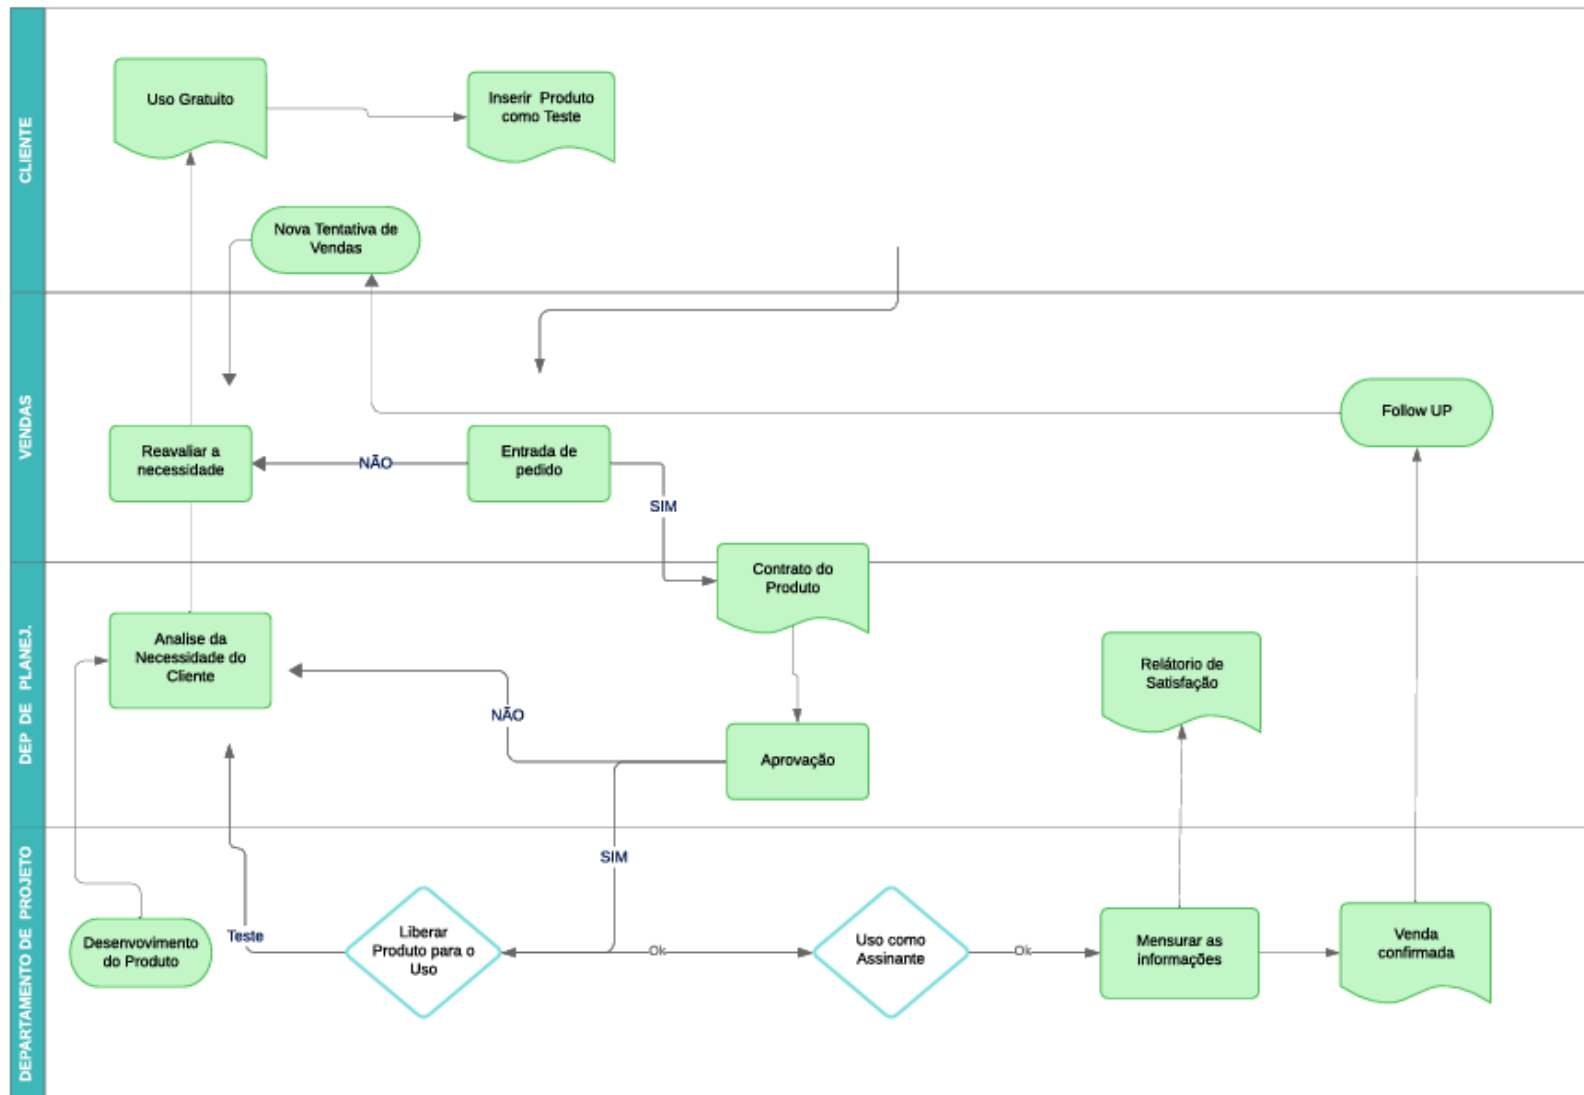 CLIENTE
Uso Gratuito
Inserir Produto
como Teste
Nova Tentativa de
Vendas
VENDAS
Follow UP
Reavaliar a
necessidade
NÃO
Entrada de
pedido
SIM
DEP DE PLANEJ.
Contrato do
Produto
Analise da
Necessidade do
Cliente
Relátorio de
Satisfação
NÃO
Aprovação
DEPARTAMENTO DE PROJETO
SIM
Desenvovimento
do Produto
Teste
Liberar
Produto para o
Uso
Ok
Uso como
Assinante
Ok
Mensurar as
informações
Venda
confirmada